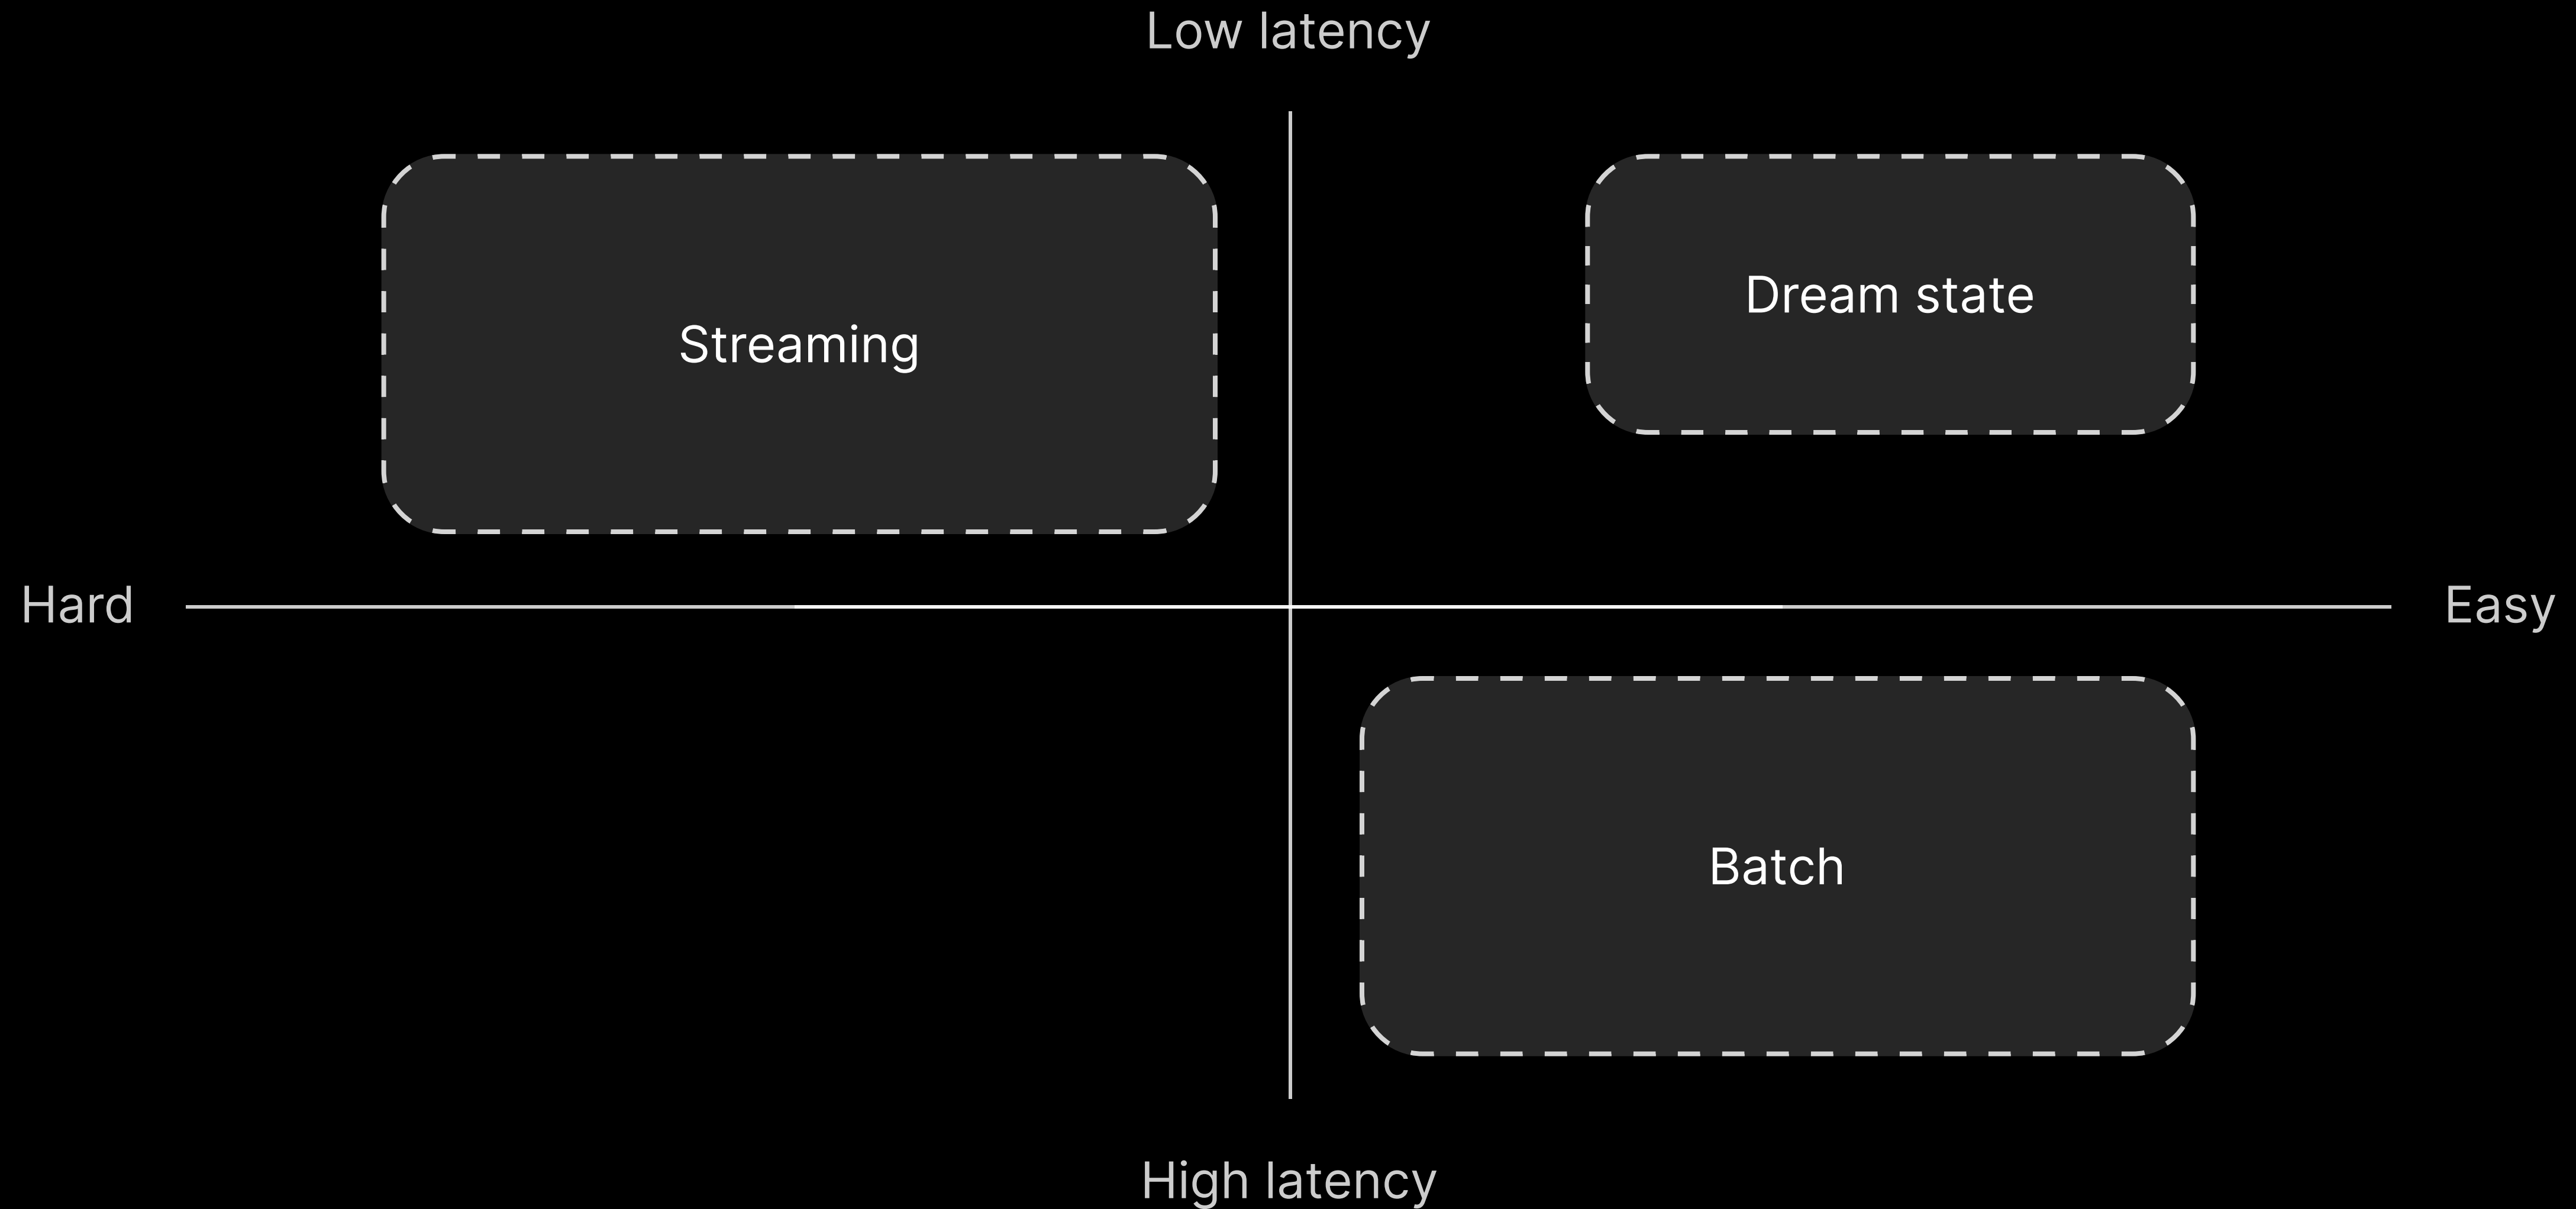 Low latency
Dream state
Streaming
Hard
Easy
Batch
High latency